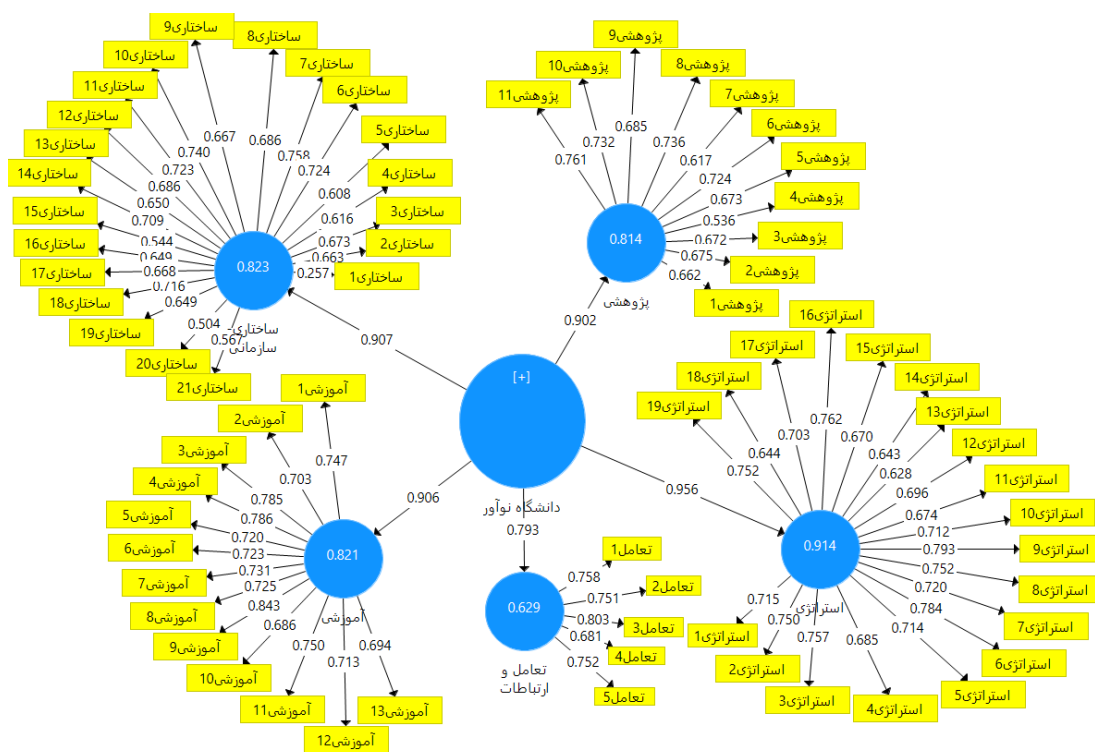 ساختاری9
ساختاری8
ساختاری10
ساختاری7
ساختاری11
ساختاری6
ساختاری12
ساختاری5
ساختاری13
ساختاری4
ساختاری14
ساختاری3
ساختاری15
ساختاری2
ساختاری16
ساختاری1
ساختاری17
ساختاری18
ساختاری19
ساختاری20
ساختاری21
0.667
0.686
0.758
0.740
0.724
0.723
0.608
0.686
0.616
0.650
0.673
0.709
0.663
0.544
0.257
0.649
0.668
0.716
0.649
0.504
0.567
0.823
ساختاری-
سازمانی
0.907
پژوهشی9
پژوهشی10
پژوهشی8
پژوهشی11
پژوهشی7
پژوهشی6
پژوهشی5
پژوهشی4
پژوهشی3
پژوهشی2
پژوهشی1
0.685
0.732
0.736
0.761
0.617
0.724
0.673
0.536
0.672
0.675
0.662
0.814
پژوهشی
0.902
[+]
دانشگاه نوآور
0.906
0.793
0.956
آموزشی1
آموزشی2
آموزشی3
آموزشی4
آموزشی5
آموزشی6
آموزشی7
آموزشی8
آموزشی9
آموزشی10
آموزشی11
آموزشی12
آموزشی13
0.747
0.703
0.785
0.786
0.720
0.723
0.731
0.725
0.843
0.686
0.750
0.713
0.694
0.821
آموزشی
تعامل1
تعامل2
تعامل3
تعامل4
تعامل5
0.758
0.751
0.803
0.681
0.752
0.629
تعامل و
ارتباطات
استراتژی16
استراتژی17
استراتژی15
استراتژی18
استراتژی14
استراتژی19
استراتژی13
استراتژی12
استراتژی11
استراتژی10
استراتژی9
استراتژی8
استراتژی7
استراتژی6
استراتژی5
استراتژی4
استراتژی3
استراتژی2
استراتژی1
0.762
0.703
0.670
0.644
0.643
0.752
0.628
0.696
0.674
0.712
0.793
0.752
0.720
0.784
0.714
0.685
0.757
0.750
0.715
0.914
استراتژی